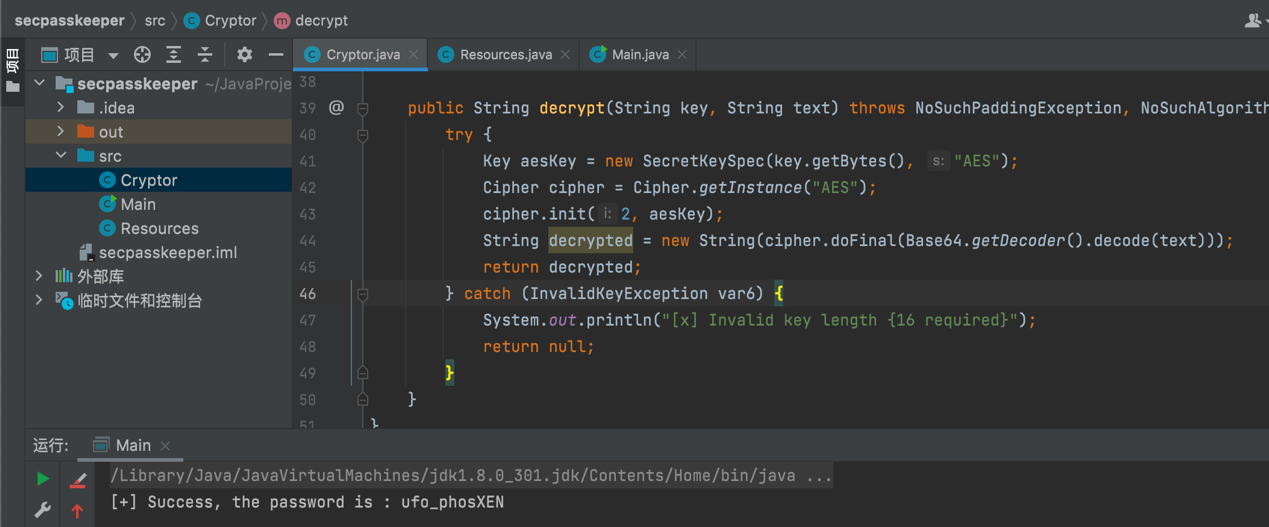 secpasskeeper 〉 src 〉 Cryptor 〉 decrypt
项目
项目
Cryptor.java
Resources.java
Main.java
secpasskeeper ~/JavaProje
.idea
out
src
Cryptor
Main
Resources
secpasskeeper.iml
外部库
临时文件和控制台
38
39 @ public String decrypt(String key, String text) throws NoSuchPaddingException, NoSuchAlgorith
40 try {
41 Key aesKey = new SecretKeySpec(key.getBytes(), s: "AES");
42 Cipher cipher = Cipher.getInstance("AES");
43 cipher.init( i: 2, aesKey);
44 String decrypted = new String(cipher.doFinal(Base64.getDecoder().decode(text)));
45 return decrypted;
46 } catch (InvalidKeyException var6) {
47 System.out.println("[x] Invalid key length {16 required}");
48 return null;
49 }
50 }
51 }
运行: Main
/Library/Java/JavaVirtualMachines/jdk1.8.0_301.jdk/Contents/Home/bin/java ...
[+] Success, the password is : ufo_phosXEN